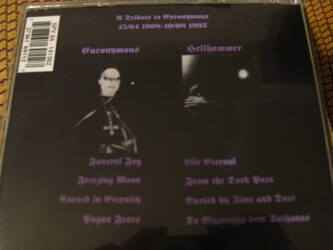 A Tribute to Euronymous
15/04 1968-10/08 1993
Euronymous Hellhammer
Funeral Fog Life Eternal
Freezing Moon From the Dark Past
Cursed in Eternity Buried by Time and Dust
Pagan Fears De Mysteriis dom Sathanas